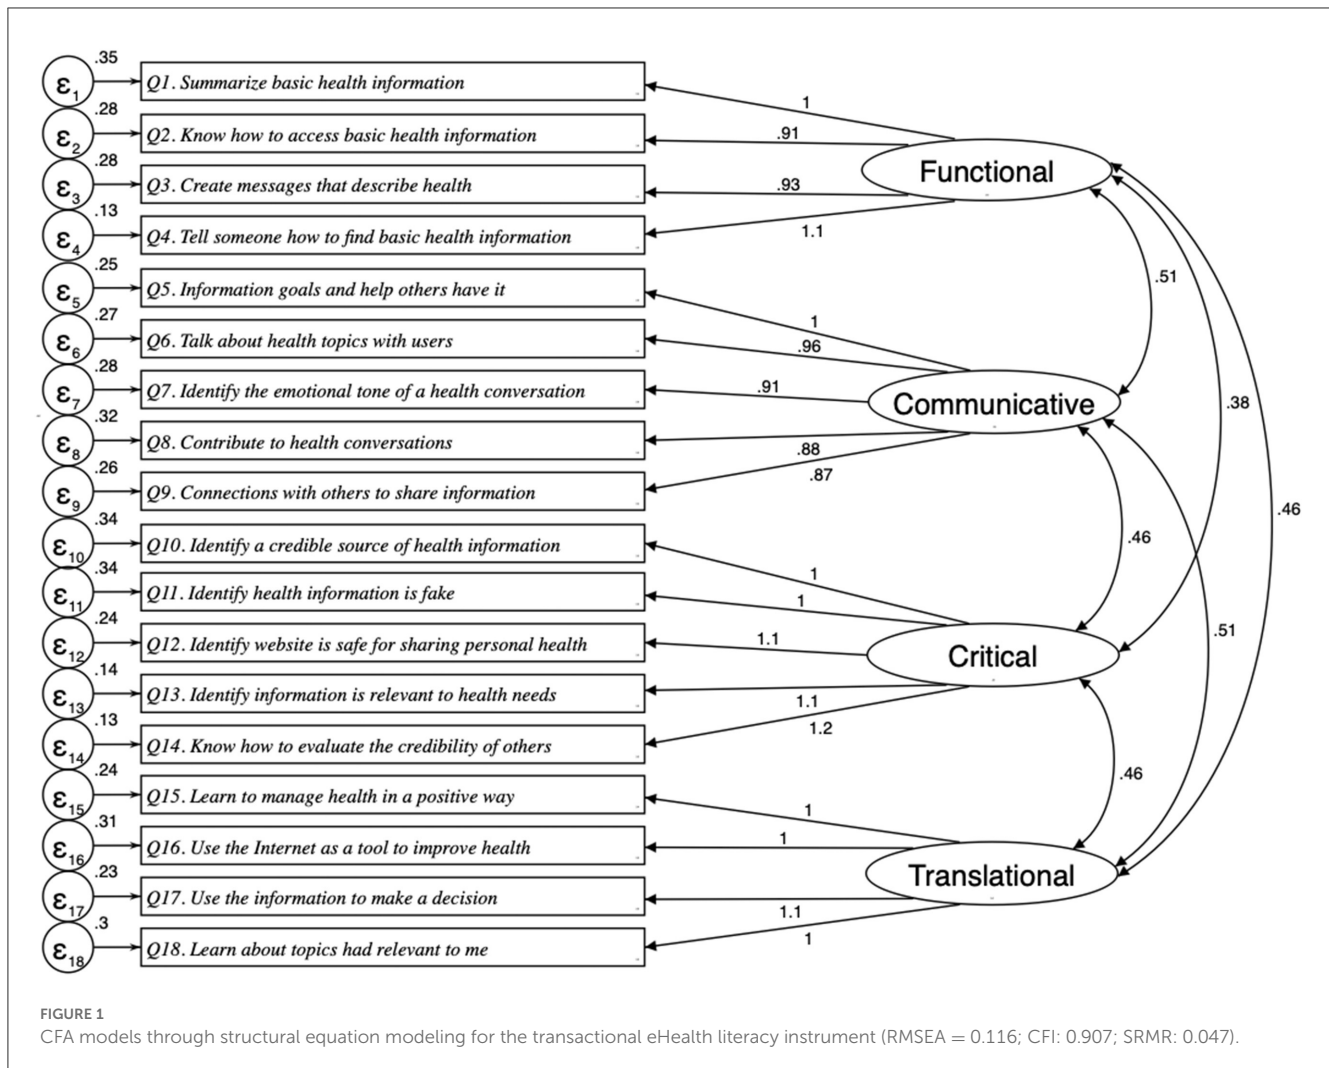 .35
ε1 Q1. Summarize basic health information
1
.28
ε2 Q2. Know how to access basic health information
.91
Functional
.28
ε3 Q3. Create messages that describe health
.93
.13
ε4 Q4. Tell someone how to find basic health information
1.1
.51
.25
ε5 Q5. Information goals and help others have it
1
.27
ε6 Q6. Talk about health topics with users
.96
.28
ε7 Q7. Identify the emotional tone of a health conversation
.91
Communicative
.38
.32
ε8 Q8. Contribute to health conversations
.88
.26
ε9 Q9. Connections with others to share information
.87
.46
.34
ε10 Q10. Identify a credible source of health information
1
.46
.34
ε11 Q11. Identify health information is fake
1
.24
ε12 Q12. Identify website is safe for sharing personal health
1.1
Critical
.51
.14
ε13 Q13. Identify information is relevant to health needs
1.1
.13
ε14 Q14. Know how to evaluate the credibility of others
1.2
.46
.24
ε15 Q15. Learn to manage health in a positive way
1
.31
ε16 Q16. Use the Internet as a tool to improve health
1
Translational
.23
ε17 Q17. Use the information to make a decision
1.1
.3
ε18 Q18. Learn about topics had relevant to me
1
FIGURE 1
CFA models through structural equation modeling for the transactional eHealth literacy instrument (RMSEA = 0.116; CFI: 0.907; SRMR: 0.047).